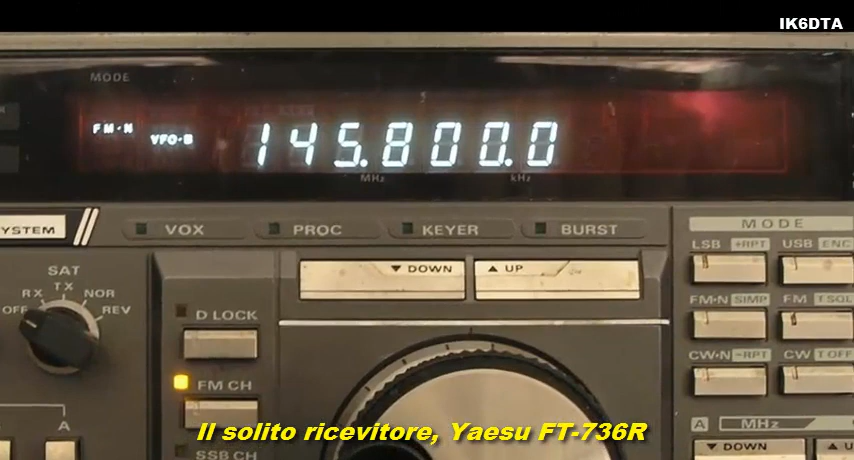 IK6DTA
MODE
FM-N VFO-B 145.800.0
MHz kHz
YSTEM VOX PROC KEYER BURST MODE
LSB +RPT USB ENC
DOWN UP
SAT
RX TX NOR
OFF REV
D LOCK
FM-N SIMP FM T SQL
FM CH
CW-N -RPT CW T OFF
A A MHz
SSB CH DOWN U
Il solito ricevitore, Yaesu FT-736R